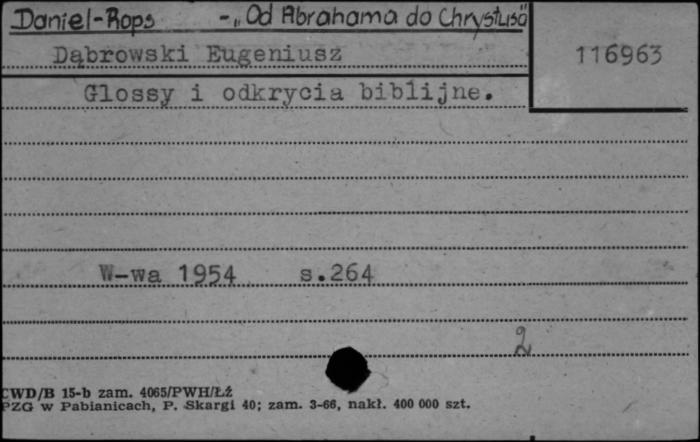 Daniel-Rops - „Od Abrahama do Chrystusa"
Dąbrowski Eugeniusz
116963
Glossy i odkrycia biblijne.
W-wa 1954 s.264
2
CWD/B 15-b zam. 4065/PWH/Łź
PZG w Pabianicach, P. Skargi 40; zam. 3-66, nakł. 400 000 szt.